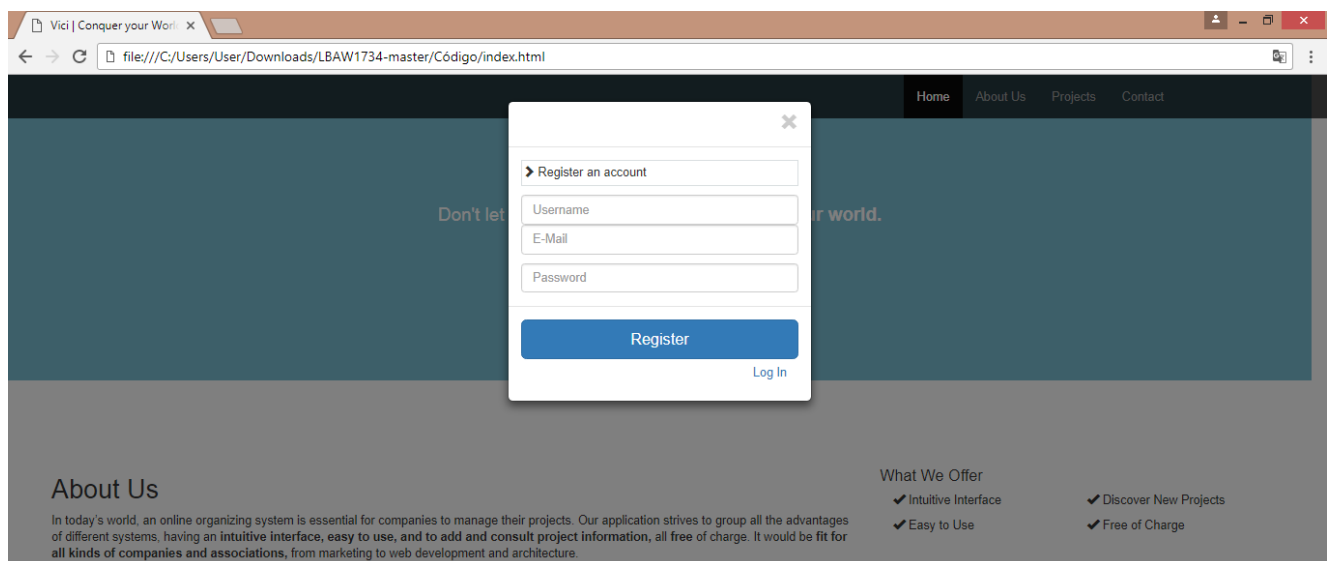 Vici | Conquer your Worl
file:///C:/Users/User/Downloads/LBAW1734-master/Código/index.html
Home About Us Projects Contact
Register an account
Don't let
Username
ur world.
E-Mail
Password
Register
Log In
About Us
In today's world, an online organizing system is essential for companies to manage their projects. Our application strives to group all the advantages
of different systems, having an intuitive interface, easy to use, and to add and consult project information, all free of charge. It would be fit for
all kinds of companies and associations, from marketing to web development and architecture.
What We Offer
Intuitive Interface
Discover New Projects
Easy to Use
Free of Charge